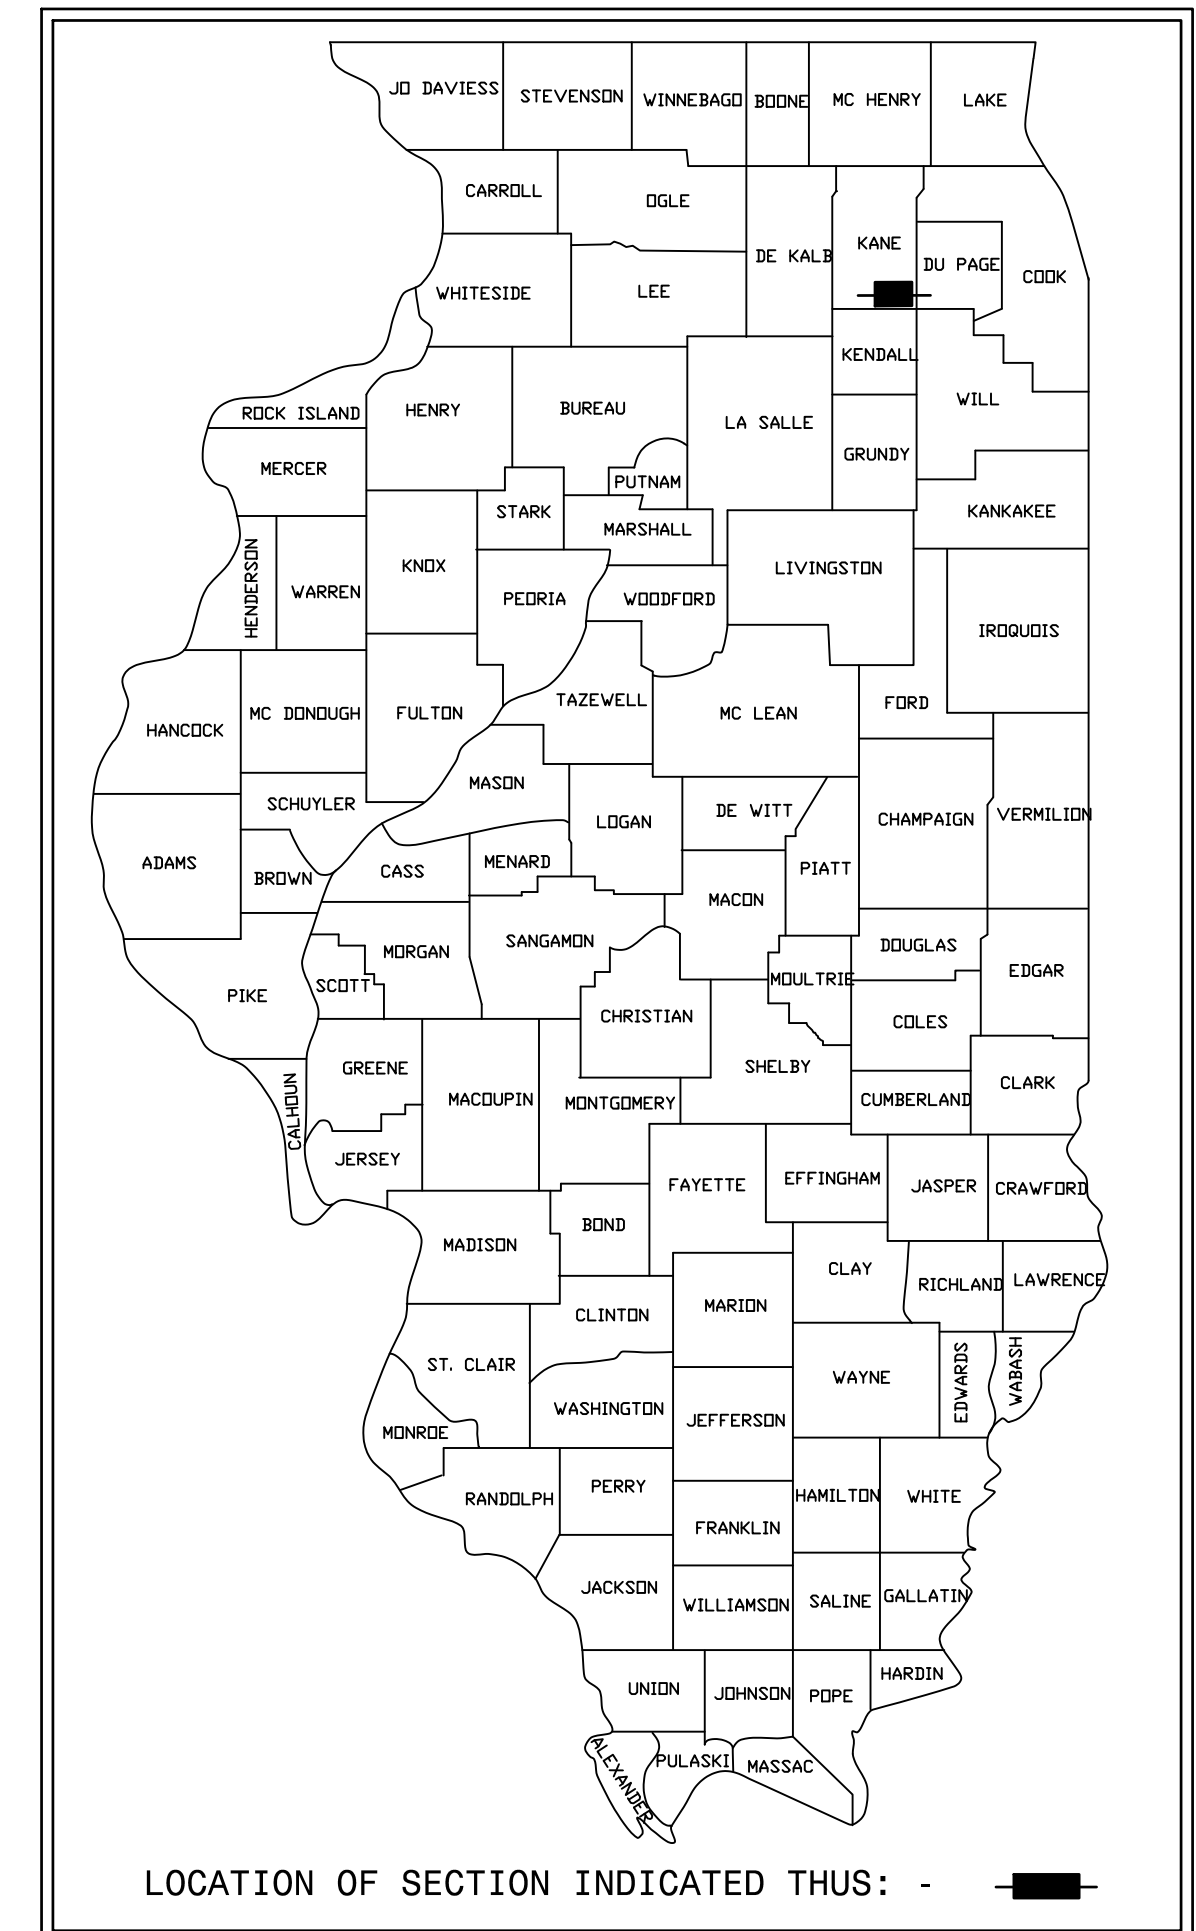 JO DAVIESS
STEVENSON
WINNEBAGO
BOONE
MC HENRY
LAKE
CARROLL
OGLE
DE KALB
KANE
DU PAGE
COOK
WHITESIDE
LEE
KENDALL
ROCK ISLAND
HENRY
BUREAU
LA SALLE
WILL
MERCER
PUTNAM
GRUNDY
STARK
MARSHALL
KANKAKEE
HENDERSON
WARREN
KNOX
PEORIA
WOODFORD
LIVINGSTON
IROQUOIS
HANCOCK
MC DONOUGH
FULTON
TAZEWELL
MC LEAN
FORD
MASON
SCHUYLER
LOGAN
DE WITT
CHAMPAIGN
VERMILION
ADAMS
BROWN
CASS
MENARD
PIATT
MACON
SANGAMON
MORGAN
SCOTT
PIKE
DOUGLAS
MOULTRIE
EDGAR
CHRISTIAN
COLES
SHELBY
GREENE
CALHOUN
MACOUPIN
MONTGOMERY
CUMBERLAND
CLARK
JERSEY
FAYETTE
EFFINGHAM
JASPER
CRAWFORD
MADISON
BOND
CLAY
RICHLAND
LAWRENCE
CLINTON
MARION
ST. CLAIR
WAYNE
EDWARDS
WABASH
WASHINGTON
JEFFERSON
MONROE
RANDOLPH
PERRY
HAMILTON
WHITE
FRANKLIN
JACKSON
WILLIAMSON
SALINE
GALLATIN
UNION
JOHNSON
POPE
HARDIN
ALEXANDER
PULASKI
MASSAC
LOCATION OF SECTION INDICATED THUS: -